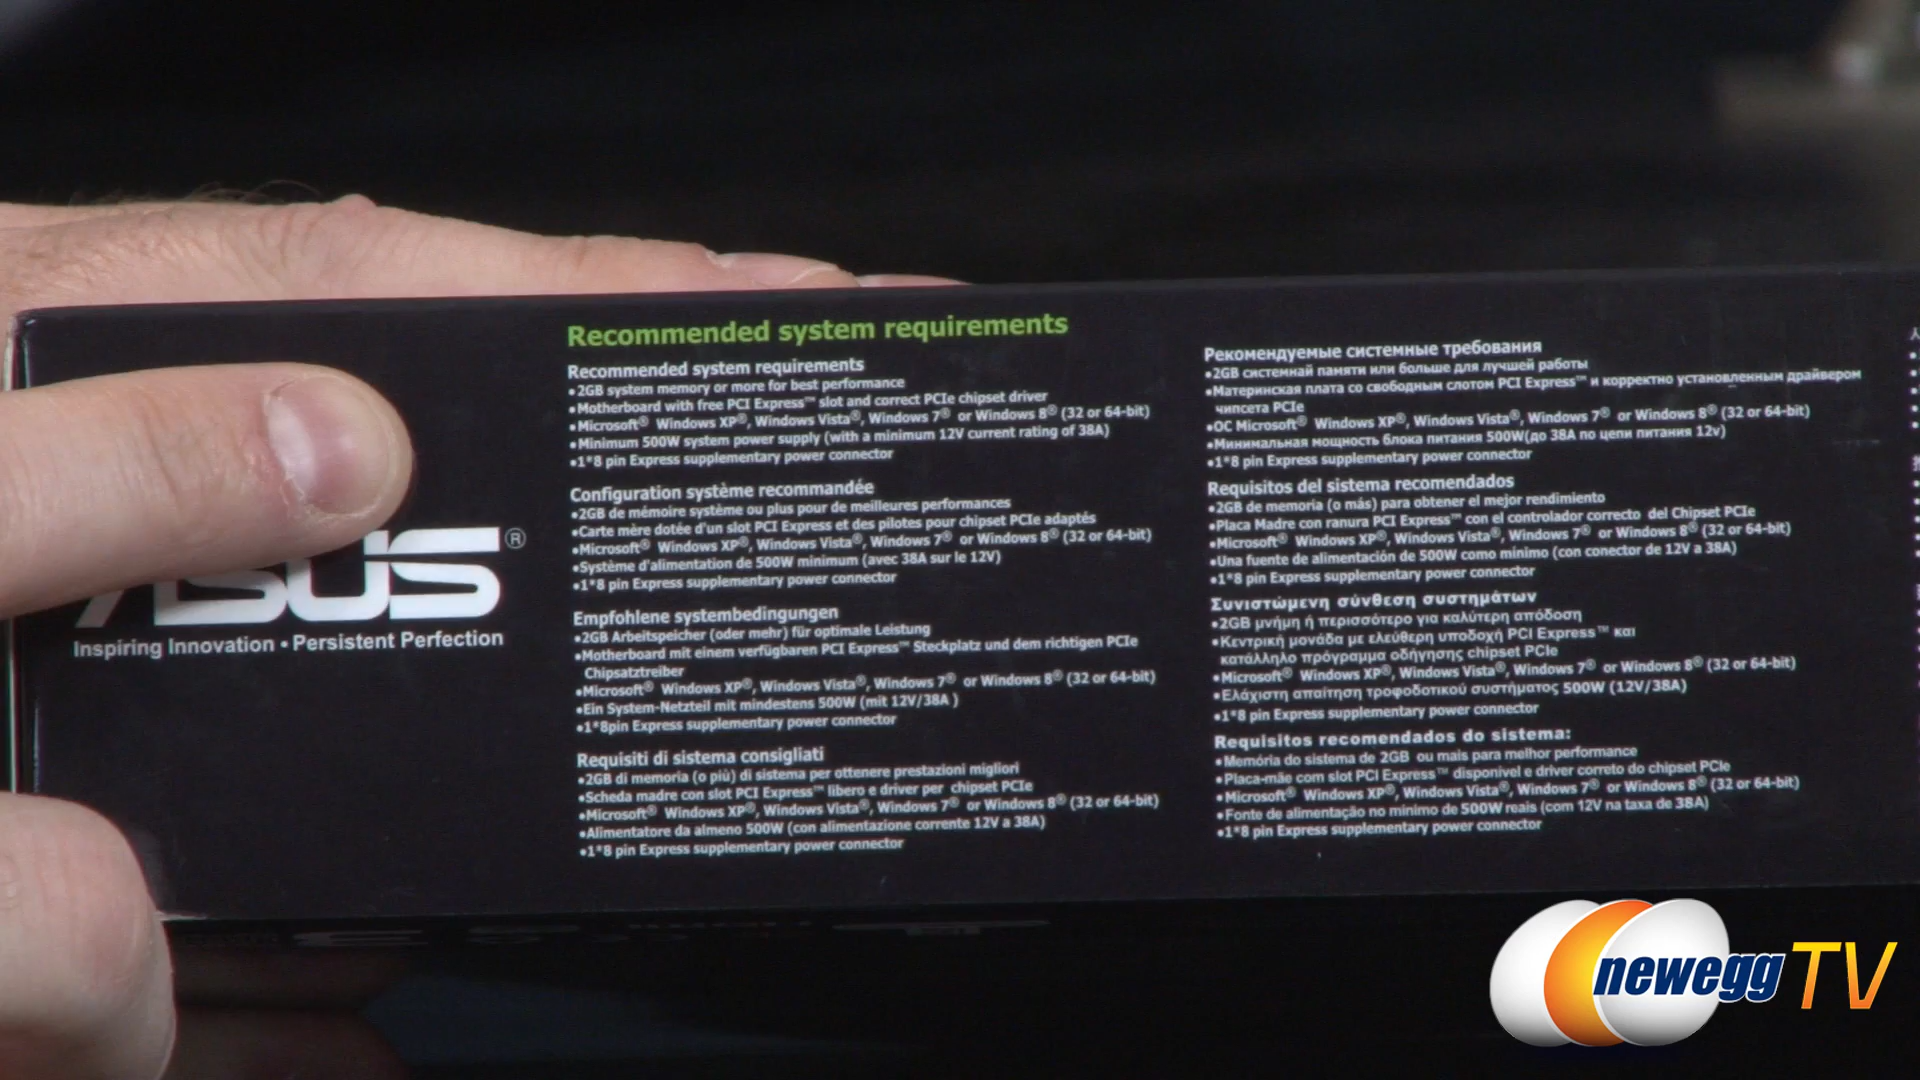 ASUS®
Inspiring Innovation • Persistent Perfection
Recommended system requirements
Recommended system requirements
•2GB system memory or more for best performance
•Motherboard with free PCI Express™ slot and correct PCIe chipset driver
•Microsoft® Windows XP®, Windows Vista®, Windows 7® or Windows 8® (32 or 64-bit)
•Minimum 500W system power supply (with a minimum 12V current rating of 38A)
•1*8 pin Express supplementary power connector
Configuration système recommandée
•2GB de mémoire système ou plus pour de meilleures performances
•Carte mère dotée d'un slot PCI Express et des pilotes pour chipset PCIe adaptés
•Microsoft® Windows XP®, Windows Vista®, Windows 7® or Windows 8® (32 or 64-bit)
•Système d'alimentation de 500W minimum (avec 38A sur le 12V)
•1*8 pin Express supplementary power connector
Empfohlene systembedingungen
•2GB Arbeitspeicher (oder mehr) für optimale Leistung
•Motherboard mit einem verfügbaren PCI Express™ Steckplatz und dem richtigen PCIe
Chipsatztreiber
•Microsoft® Windows XP®, Windows Vista®, Windows 7® or Windows 8® (32 or 64-bit)
•Ein System-Netzteil mit mindestens 500W (mit 12V/38A )
•1*8pin Express supplementary power connector
Requisiti di sistema consigliati
•2GB di memoria (o più) di sistema per ottenere prestazioni migliori
•Scheda madre con slot PCI Express™ libero e driver per chipset PCIe
•Microsoft® Windows XP®, Windows Vista®, Windows 7® or Windows 8® (32 or 64-bit)
•Alimentatore da almeno 500W (con alimentazione corrente 12V a 38A)
•1*8 pin Express supplementary power connector
Рекомендуемые системные требования
•2GB системнай памяти или больше для лучшей работы
•Материнская плата со свободным слотом PCI Express™ и корректно установленным драйвером
чипсета PCIe
•ОС Microsoft® Windows XP®, Windows Vista®, Windows 7® or Windows 8® (32 or 64-bit)
•Минимальная мощность блока питания 500W(до 38A по цепи питания 12v)
•1*8 pin Express supplementary power connector
Requisitos del sistema recomendados
•2GB de memoria (o más) para obtener el mejor rendimiento
•Placa Madre con ranura PCI Express™ con el controlador correcto del Chipset PCIe
•Microsoft® Windows XP®, Windows Vista®, Windows 7® or Windows 8® (32 or 64-bit)
•Una fuente de alimentación de 500W como mínimo (con conector de 12V a 38A)
•1*8 pin Express supplementary power connector
Συνιστώμενη σύνθεση συστημάτων
•2GB μνήμη ή περισσότερο για καλύτερη απόδοση
•Κεντρική μονάδα με ελεύθερη υποδοχή PCI Express™ και
κατάλληλο πρόγραμμα οδήγησης chipset PCIe
•Microsoft® Windows XP®, Windows Vista®, Windows 7® or Windows 8® (32 or 64-bit)
•Ελάχιστη απαίτηση τροφοδοτικού συστήματος 500W (12V/38A)
•1*8 pin Express supplementary power connector
Requisitos recomendados do sistema:
•Memória do sistema de 2GB ou mais para melhor performance
•Placa-mãe com slot PCI Express™ disponivel e driver correto do chipset PCIe
•Microsoft® Windows XP®, Windows Vista®, Windows 7® or Windows 8® (32 or 64-bit)
•Fonte de alimentação no minimo de 500W reais (com 12V na taxa de 38A)
•1*8 pin Express supplementary power connector
newegg TV